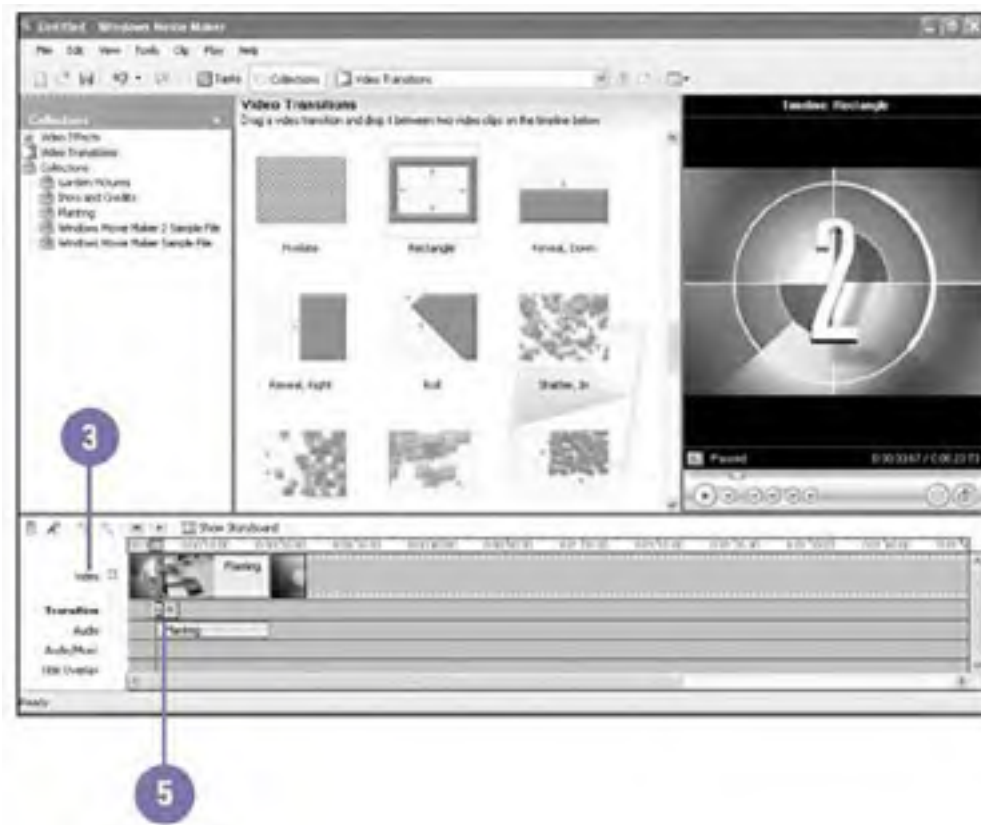 Untitled - Windows Movie Maker
File Edit View Tools Clip Play Help
Tasks Collections Video Transitions
Collections
Video Effects
Video Transitions
Collections
Garden Pictures
Intro and Credits
Planting
Windows Movie Maker 2 Sample File
Windows Movie Maker Sample File
Video Transitions
Drag a video transition and drop it between two video clips on the timeline below.
Pixelate
Rectangle
Reveal, Down
Reveal, Right
Roll
Shatter, In
Timeline: Rectangle
2
Paused
3
Show Storyboard
Video
Planting
Transition
Audio
Planting
Audio/Music
Title Overlay
Ready
5